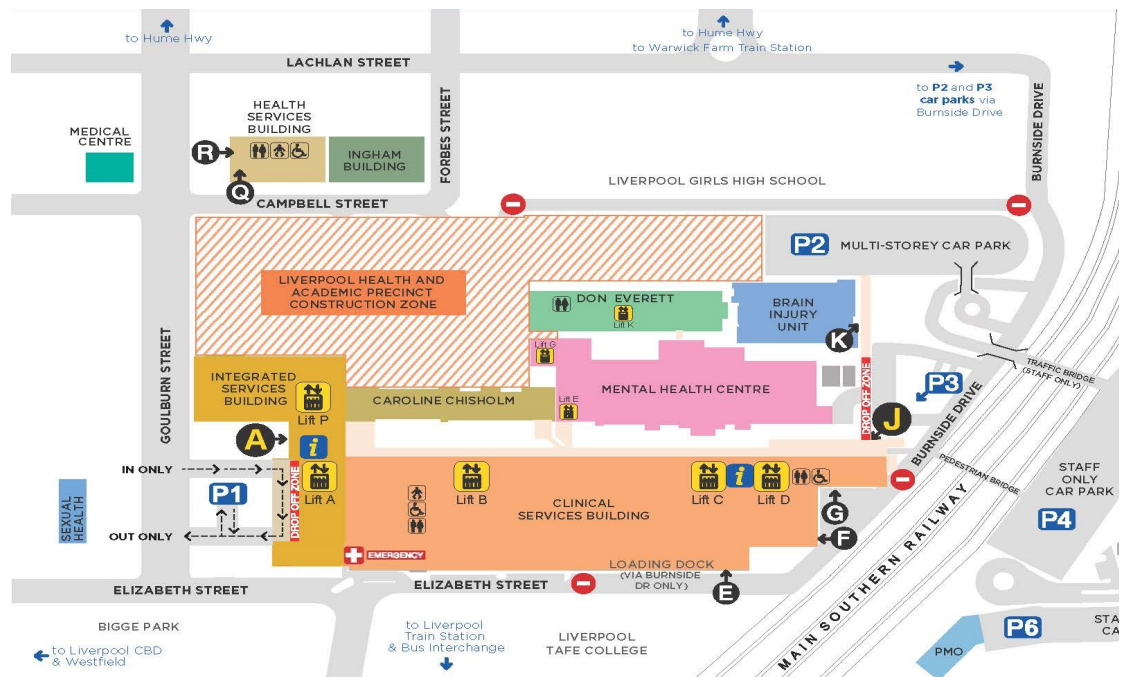 to Hume Hwy
to Hume Hwy
to Warwick Farm Train Station
LACHLAN STREET
to P2 and P3
car parks via
Burnside Drive
BURNSIDE DRIVE
FORBES STREET
HEALTH
SERVICES
BUILDING
MEDICAL
CENTRE
R
INGHAM
BUILDING
Q
LIVERPOOL GIRLS HIGH SCHOOL
CAMPBELL STREET
P2
MULTI-STOREY CAR PARK
LIVERPOOL HEALTH AND
ACADEMIC PRECINCT
CONSTRUCTION ZONE
DON EVERETT
Lift K
BRAIN
INJURY
UNIT
K
GOULBURN STREET
Lift G
TRAFFIC BRIDGE
(STAFF ONLY)
INTEGRATED
SERVICES
BUILDING
Lift P
MENTAL HEALTH CENTRE
CAROLINE CHISHOLM
Lift E
DROP OFF ZONE
P3
BURNSIDE DRIVE
A
i
J
IN ONLY
P1
DROP OFF ZONE
Lift A
Lift B
Lift C
i
Lift D
CLINICAL
SERVICES BUILDING
G
F
PEDESTRIAN BRIDGE
STAFF
ONLY
CAR PARK
P4
SEXUAL
HEALTH
OUT ONLY
EMERGENCY
LOADING DOCK
(VIA BURNSIDE
DR ONLY)
E
ELIZABETH STREET
ELIZABETH STREET
MAIN SOUTHERN RAILWAY
BIGGE PARK
to Liverpool CBD
& Westfield
to Liverpool
Train Station
& Bus Interchange
LIVERPOOL
TAFE COLLEGE
PMO
P6
STA
CA